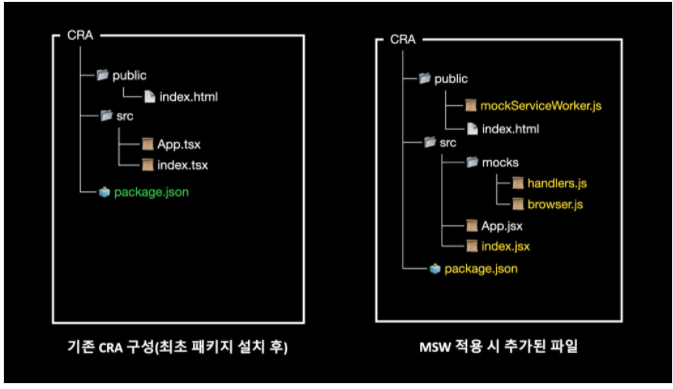 CRA
public
index.html
src
App.tsx
index.tsx
package.json
기존 CRA 구성(최초 패키지 설치 후)
CRA
public
mockServiceWorker.js
index.html
src
mocks
handlers.js
browser.js
App.jsx
index.jsx
package.json
MSW 적용 시 추가된 파일